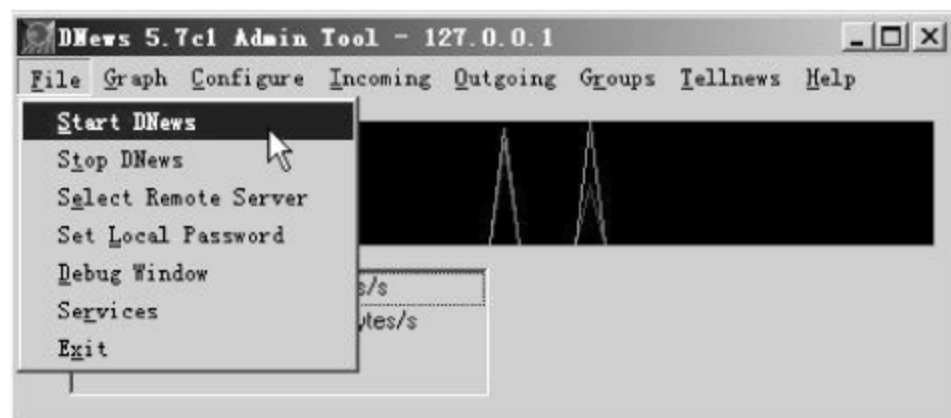 DNews 5.7c1 Admin Tool - 127.0.0.1
File Graph Configure Incoming Outgoing Groups Tellnews Help
Start DNews
Stop DNews
Select Remote Server
Set Local Password
Debug Window
s/s
Services
ytes/s
Exit